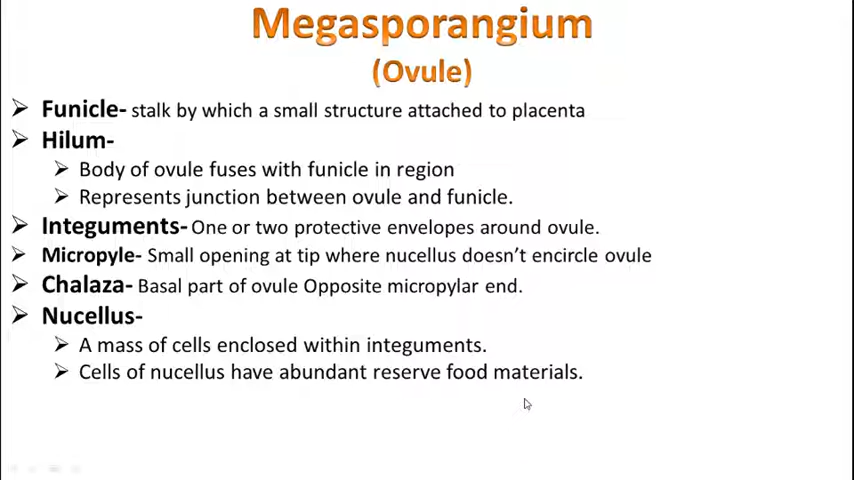 Megasporangium
(Ovule)
Funicle- stalk by which a small structure attached to placenta
Hilum-
Body of ovule fuses with funicle in region
Represents junction between ovule and funicle.
Integuments- One or two protective envelopes around ovule.
Micropyle- Small opening at tip where nucellus doesn't encircle ovule
Chalaza- Basal part of ovule Opposite micropylar end.
Nucellus-
A mass of cells enclosed within integuments.
Cells of nucellus have abundant reserve food materials.